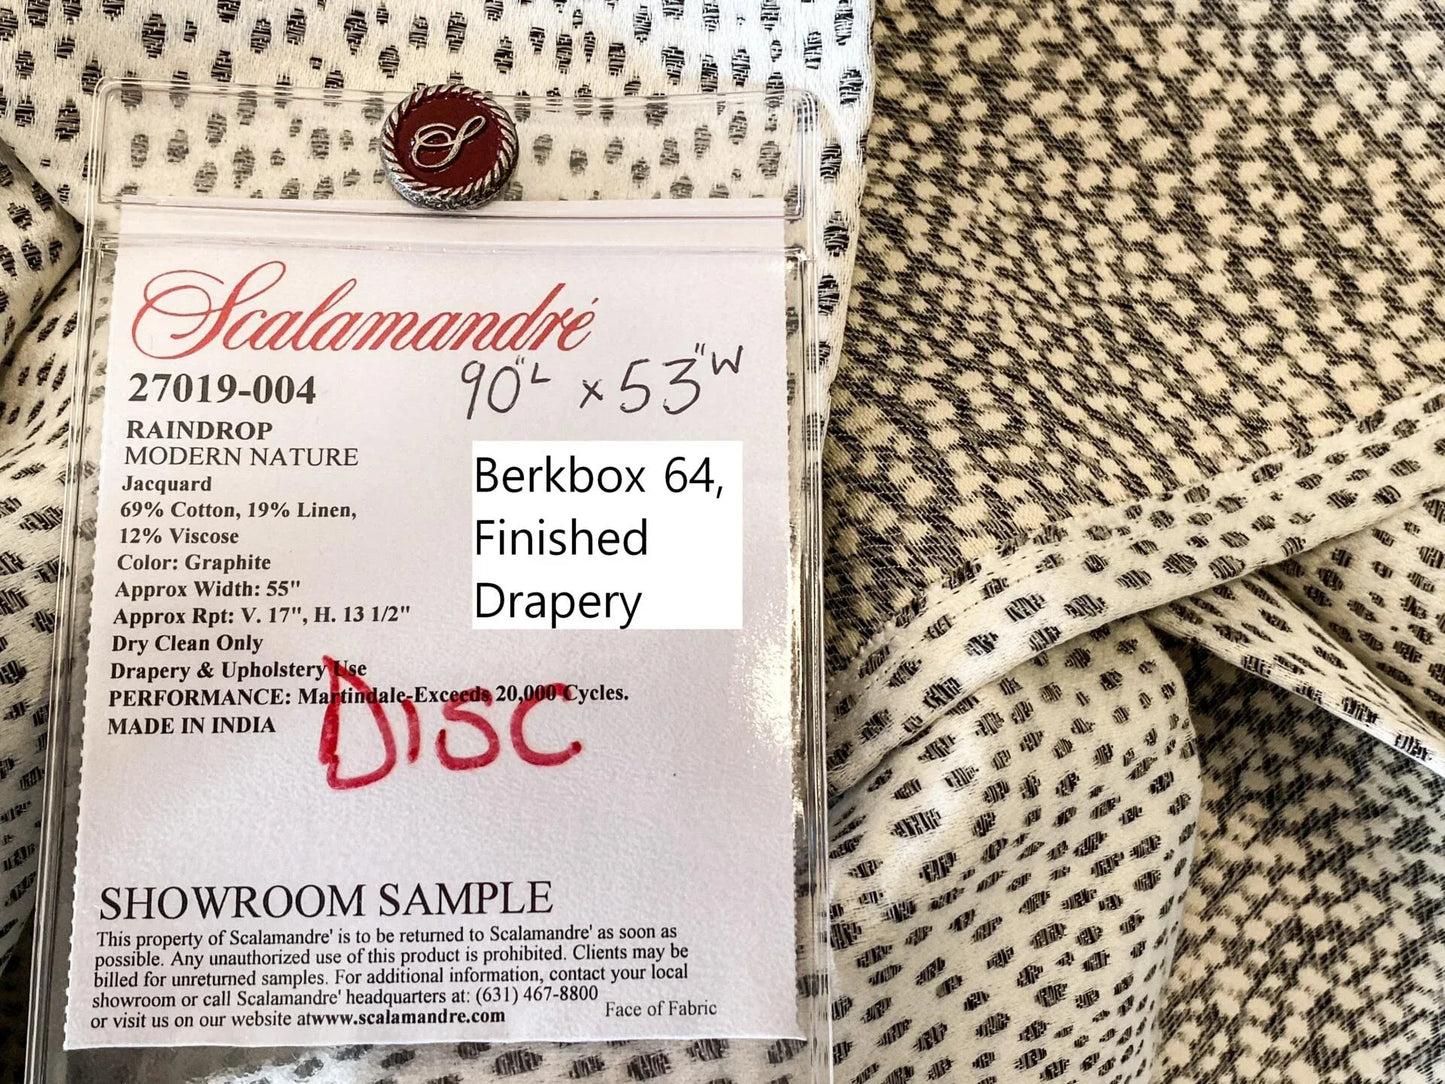 S
Scalamandré
27019-004
90"L x 53"W
RAINDROP
MODERN NATURE
Jacquard
69% Cotton, 19% Linen,
12% Viscose
Color: Graphite
Approx Width: 55"
Approx Rpt: V. 17", H. 13 1/2"
Dry Clean Only
Drapery & Upholstery Use
PERFORMANCE: Martindale-Exceeds 20,000 Cycles.
MADE IN INDIA
Berkbox 64,
Finished
Drapery
DISC
SHOWROOM SAMPLE
This property of Scalamandre' is to be returned to Scalamandre' as soon as
possible. Any unauthorized use of this product is prohibited. Clients may be
billed for unreturned samples. For additional information, contact your local
showroom or call Scalamandre' headquarters at: (631) 467-8800
or visit us on our website atwww.scalamandre.com
Face of Fabric